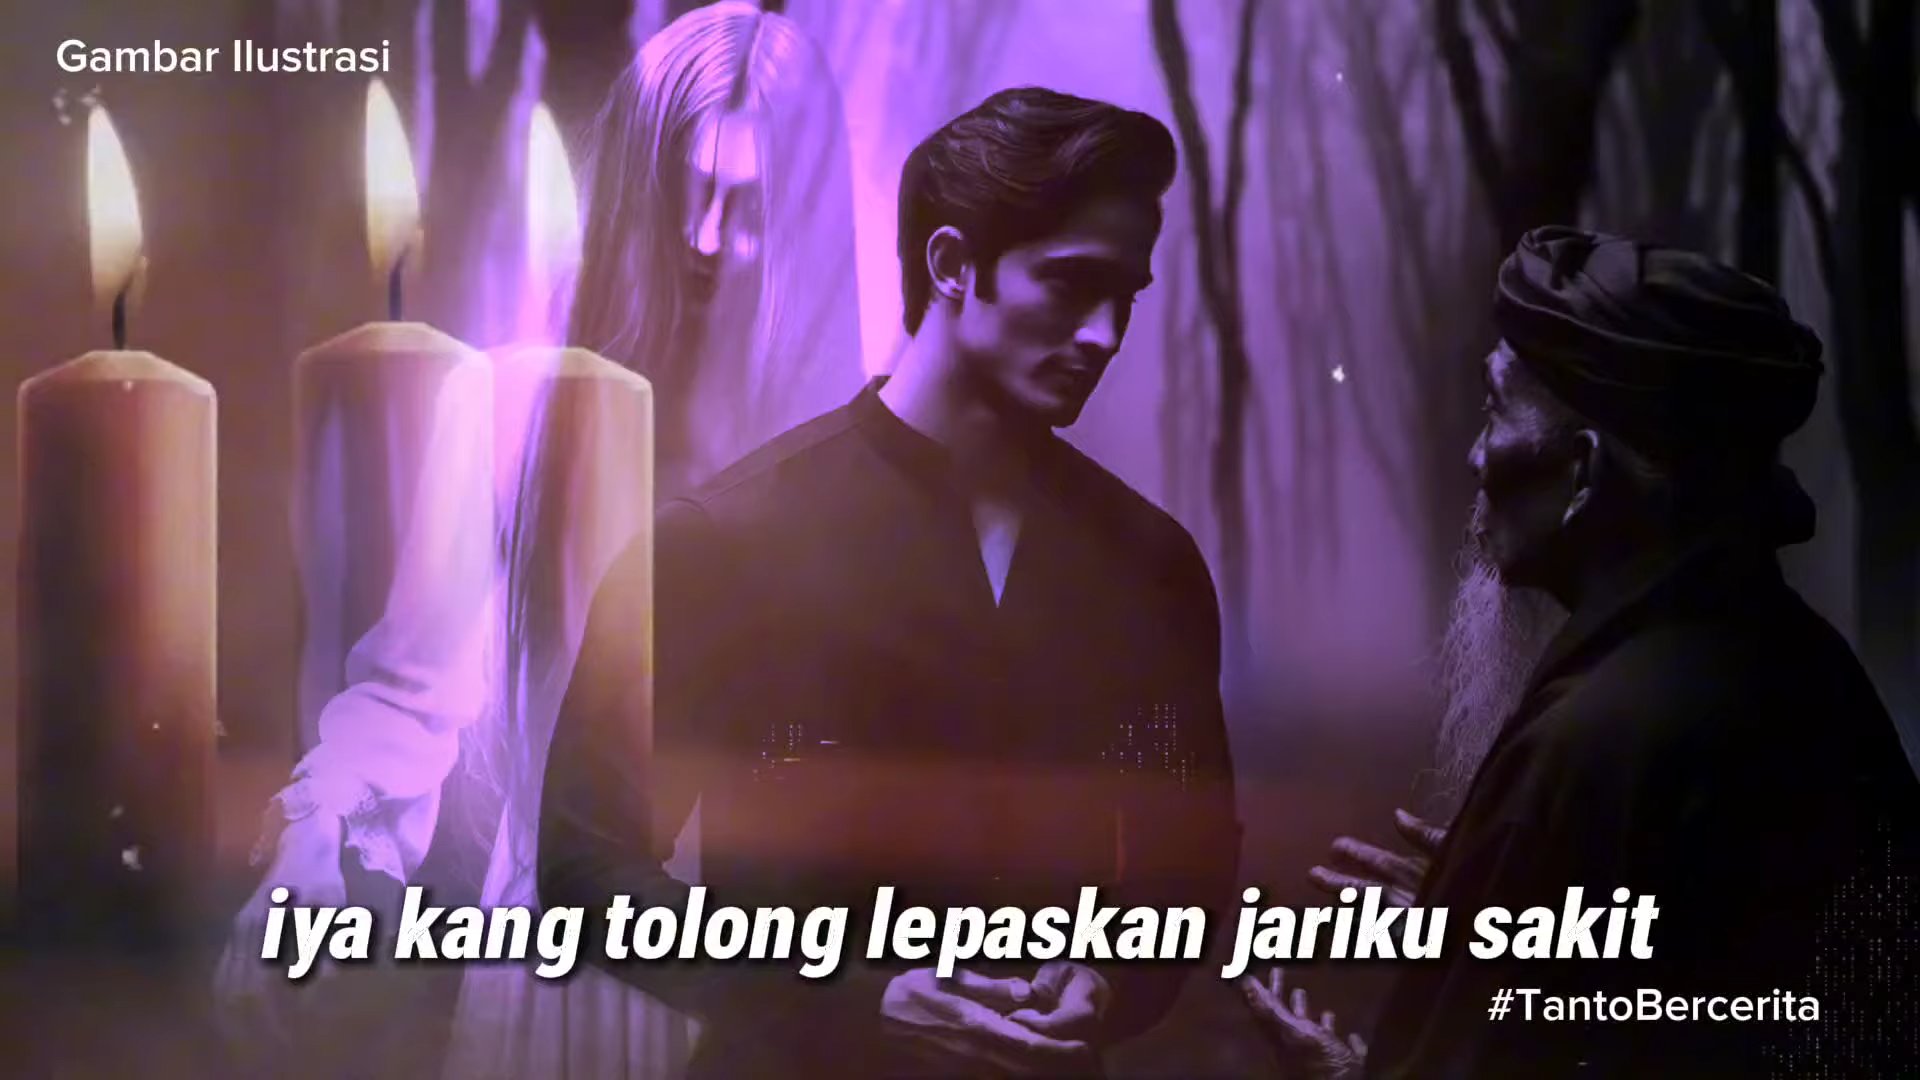 Gambar Ilustrasi
iya kang tolong lepaskan jariku sakit
#TantoBercerita